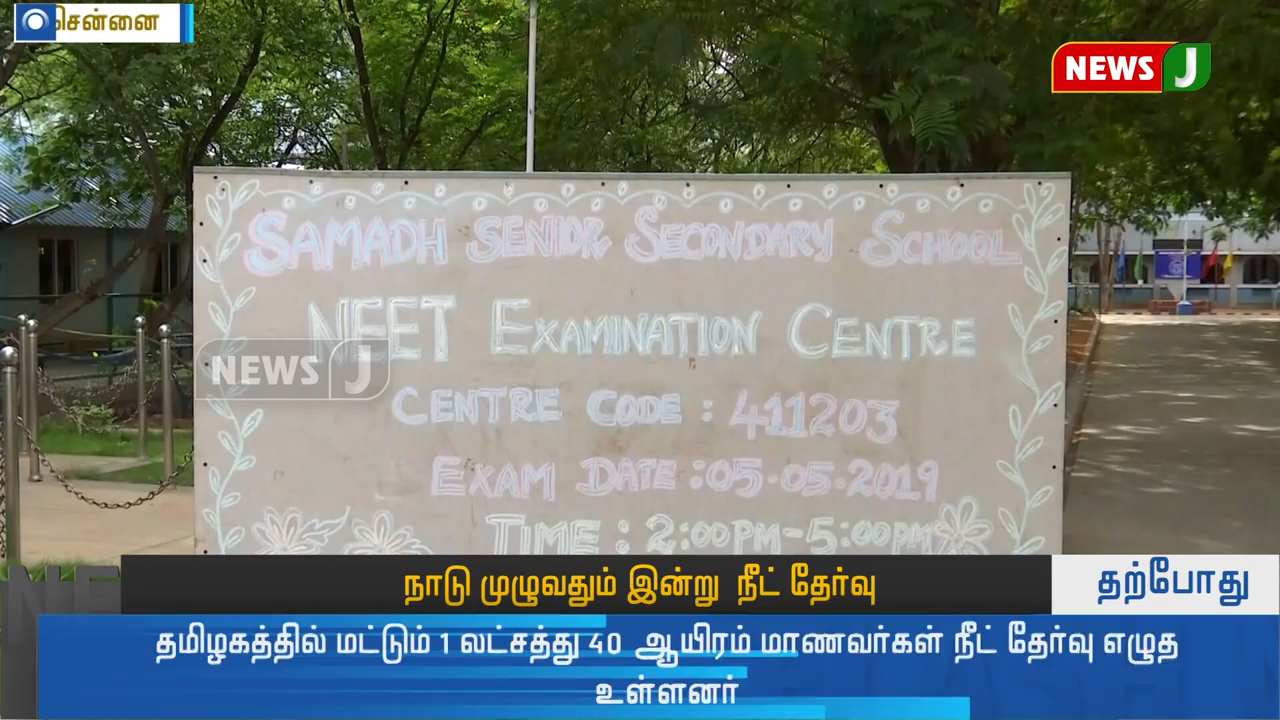 சென்னை
NEWS J
SAMADH SENIOR SECONDARY SCHOOL
NEET EXAMINATION CENTRE
NEWS J
CENTRE CODE : 411203
EXAM DATE : 05.05.2019
TIME : 2:00PM-5:00PM
நாடு முழுவதும் இன்று நீட் தேர்வு
தற்போது
தமிழகத்தில் மட்டும் 1 லட்சத்து 40 ஆயிரம் மாணவர்கள் நீட் தேர்வு எழுத
உள்ளனர்